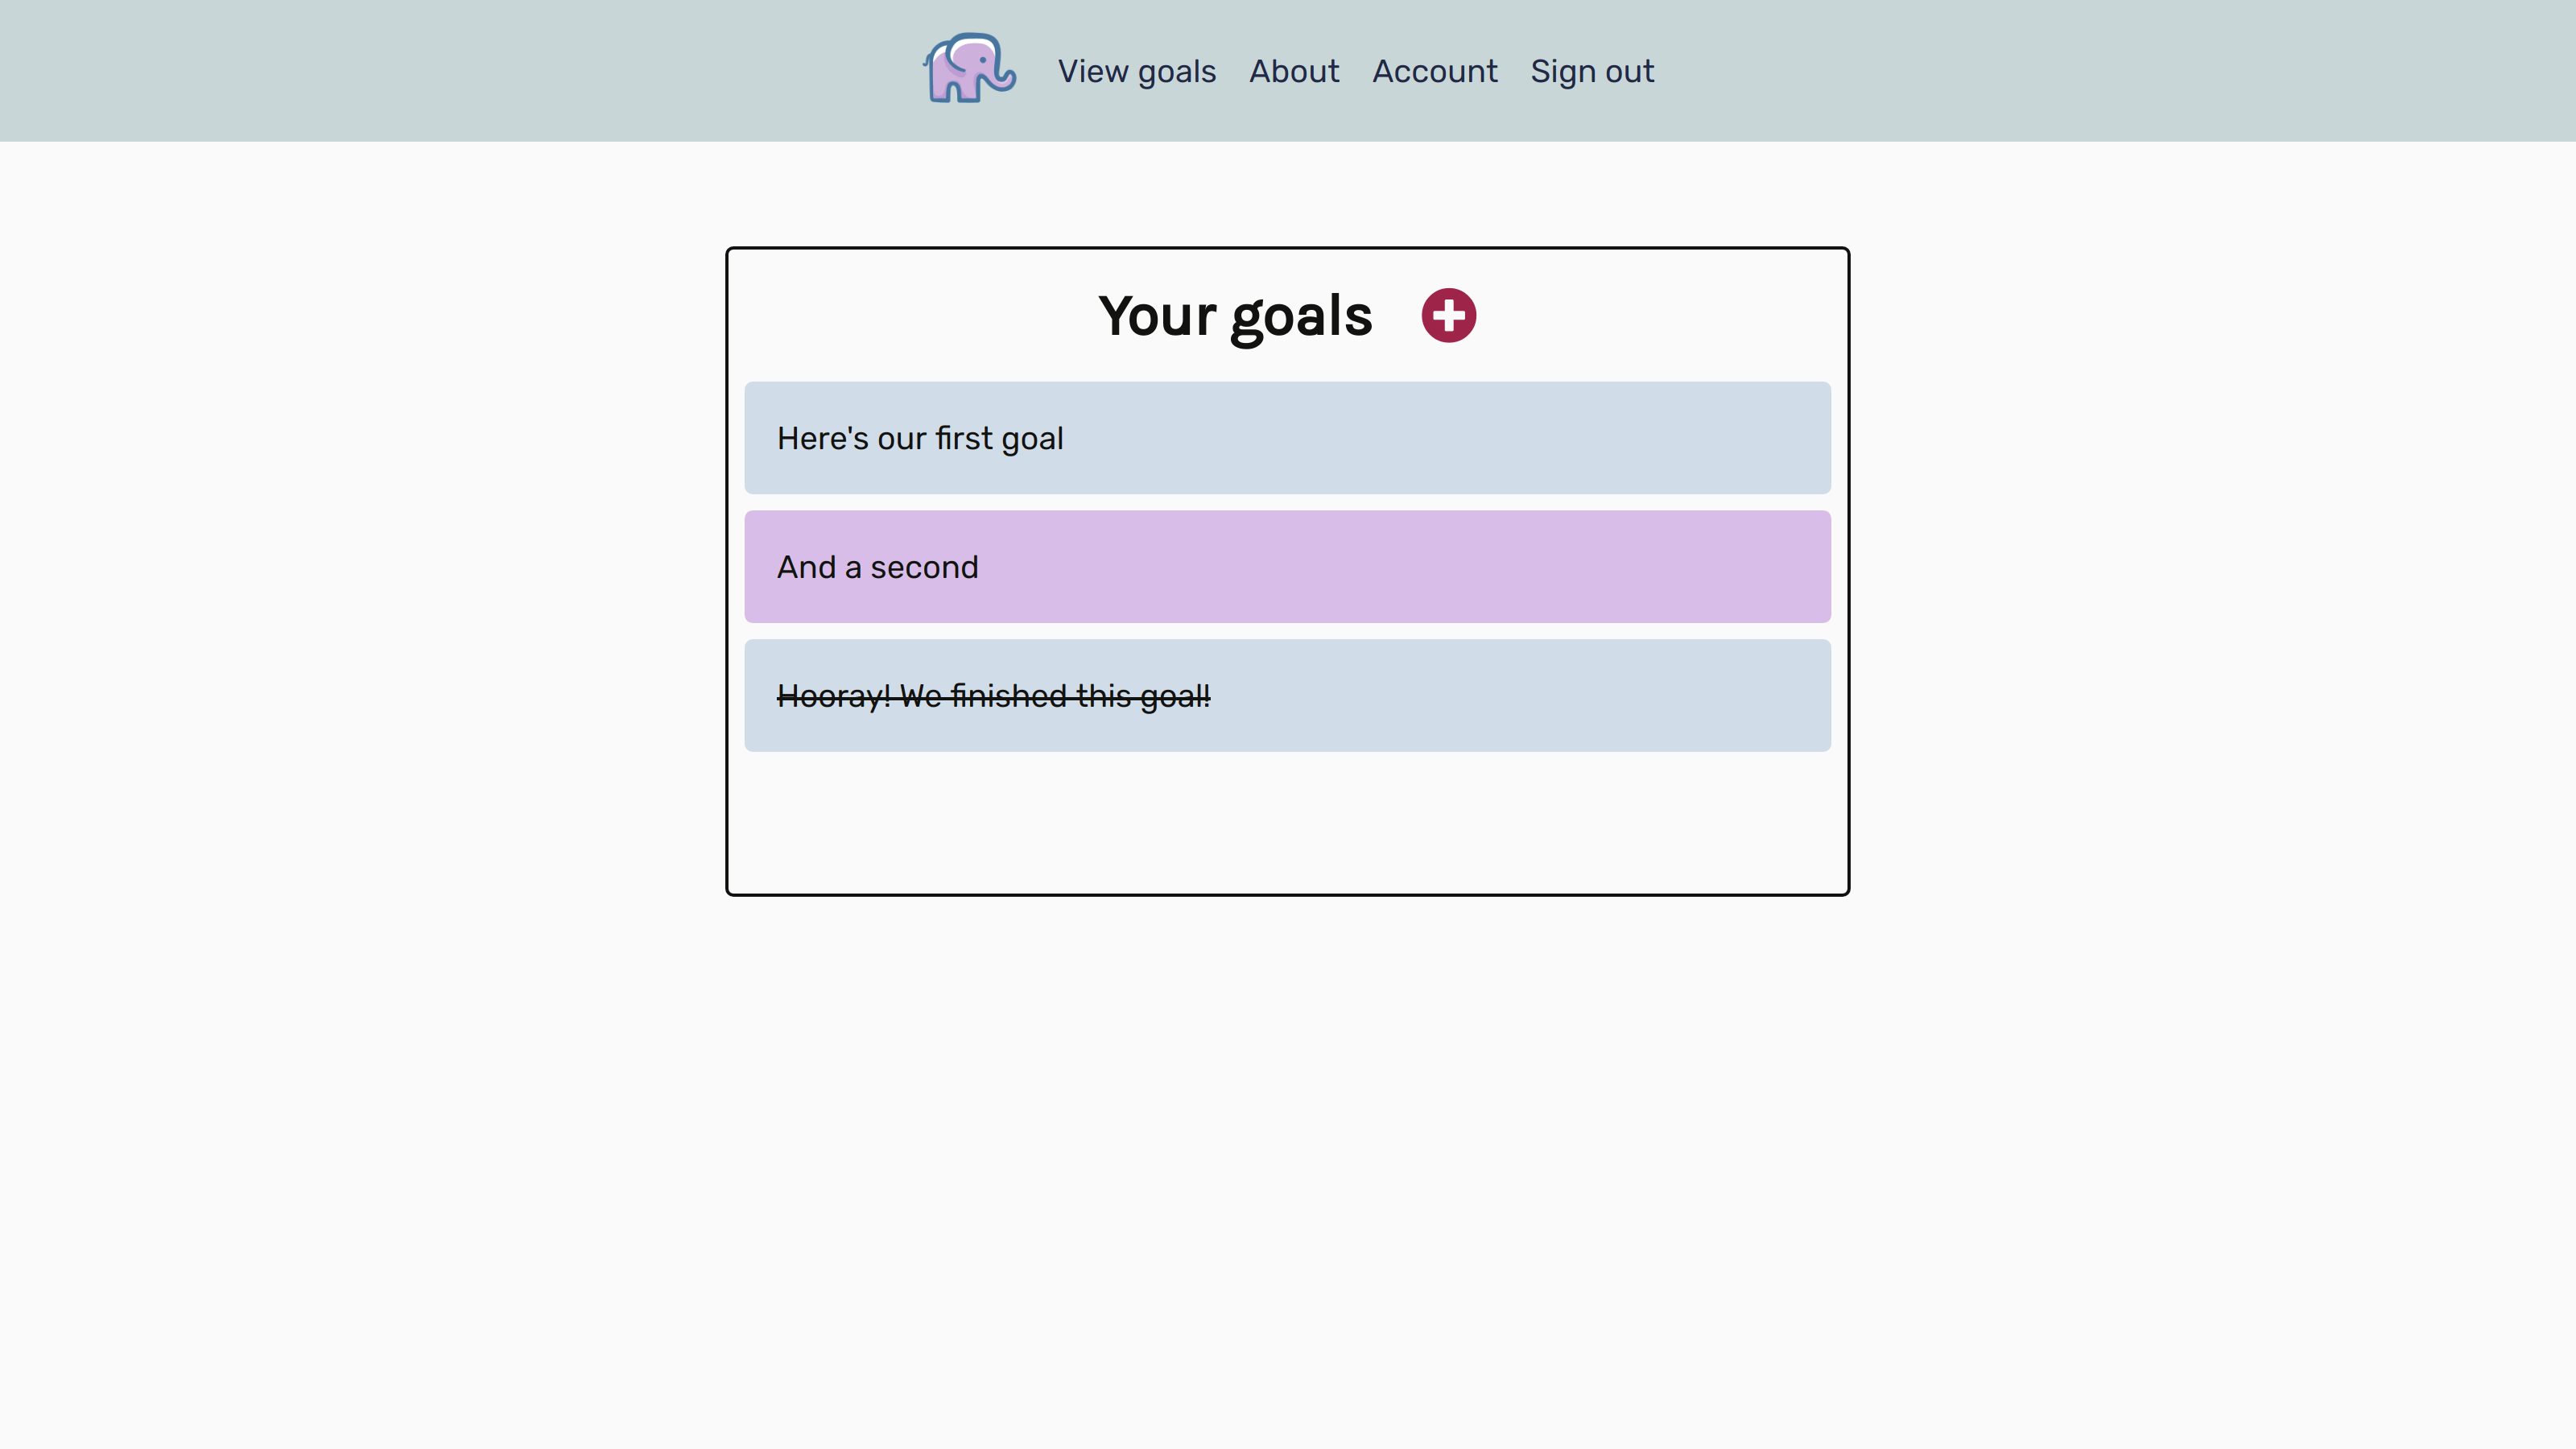 View goals About Account Sign out
Your goals
Here's our first goal
And a second
Hooray! We finished this goal!